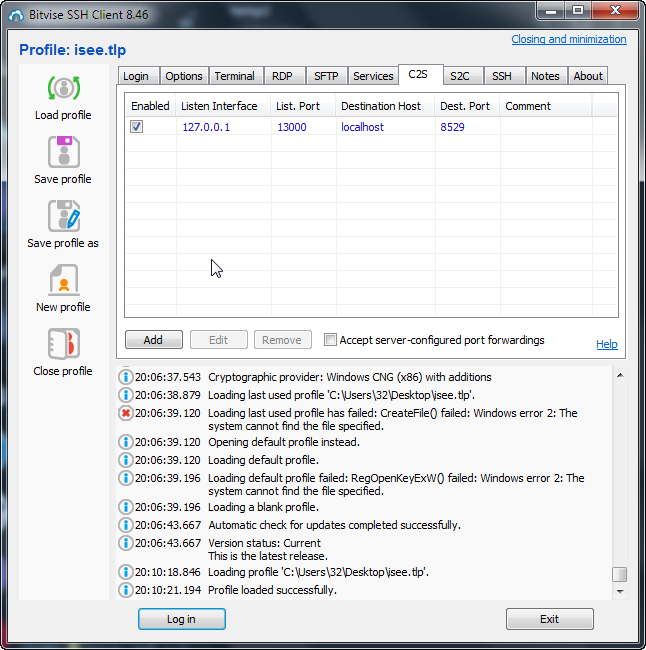 Bitvise SSH Client 8.46
Profile: isee.tlp
Closing and minimization
Load profile
Save profile
Save profile as
New profile
Close profile
Login Options Terminal RDP SFTP Services C2S S2C SSH Notes About
Enabled Listen Interface List. Port Destination Host Dest. Port Comment
127.0.0.1 13000 localhost 8529
Add Edit Remove Accept server-configured port forwardings Help
20:06:37.543 Cryptographic provider: Windows CNG (x86) with additions
20:06:38.879 Loading last used profile 'C:\Users\32\Desktop\isee.tlp'.
20:06:39.120 Loading last used profile has failed: CreateFile() failed: Windows error 2: The
system cannot find the file specified.
20:06:39.120 Opening default profile instead.
20:06:39.120 Loading default profile.
20:06:39.196 Loading default profile failed: RegOpenKeyExW() failed: Windows error 2: The
system cannot find the file specified.
20:06:39.196 Loading a blank profile.
20:06:43.667 Automatic check for updates completed successfully.
20:06:43.667 Version status: Current
This is the latest release.
20:10:18.846 Loading profile 'C:\Users\32\Desktop\isee.tlp'.
20:10:21.194 Profile loaded successfully.
Log in Exit